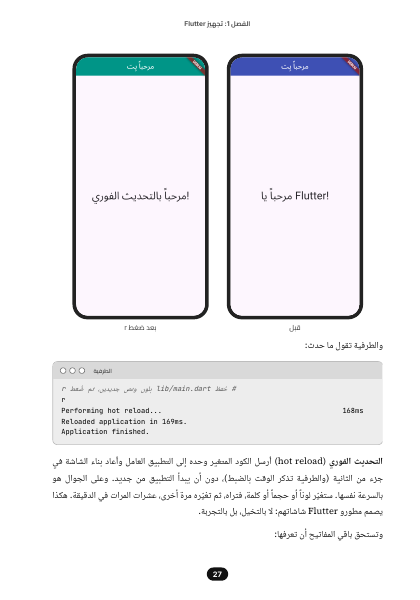 الفصل 1: تجهيز Flutter
مرحباً يت
مرحباً يت
مرحباً يا Flutter!
مرحباً بالتحديث الفوري!
قبل
بعد ضغط r
والطرفية تقول ما حدث:
الطرفية
# حفظ lib/main.dart بلون ونص جديدين، ثم ضغط r
r
Performing hot reload... 168ms
Reloaded application in 169ms.
Application finished.
التحديث الفوري (hot reload) أرسل الكود المتغير وحده إلى التطبيق العامل وأعاد بناء الشاشة في
جزء من الثانية (والطرفية تذكر الوقت بالضبط)، دون أن يبدأ التطبيق من جديد. وعلى الجوال هو
بالسرعة نفسها. ستغيّر لوناً أو حجماً أو كلمة، فتراه، ثم تغيّره مرة أخرى، عشرات المرات في الدقيقة. هكذا
يصمم مطورو Flutter شاشاتهم: لا بالتخيل، بل بالتجربة.
وتستحق باقي المفاتيح أن تعرفها:
27